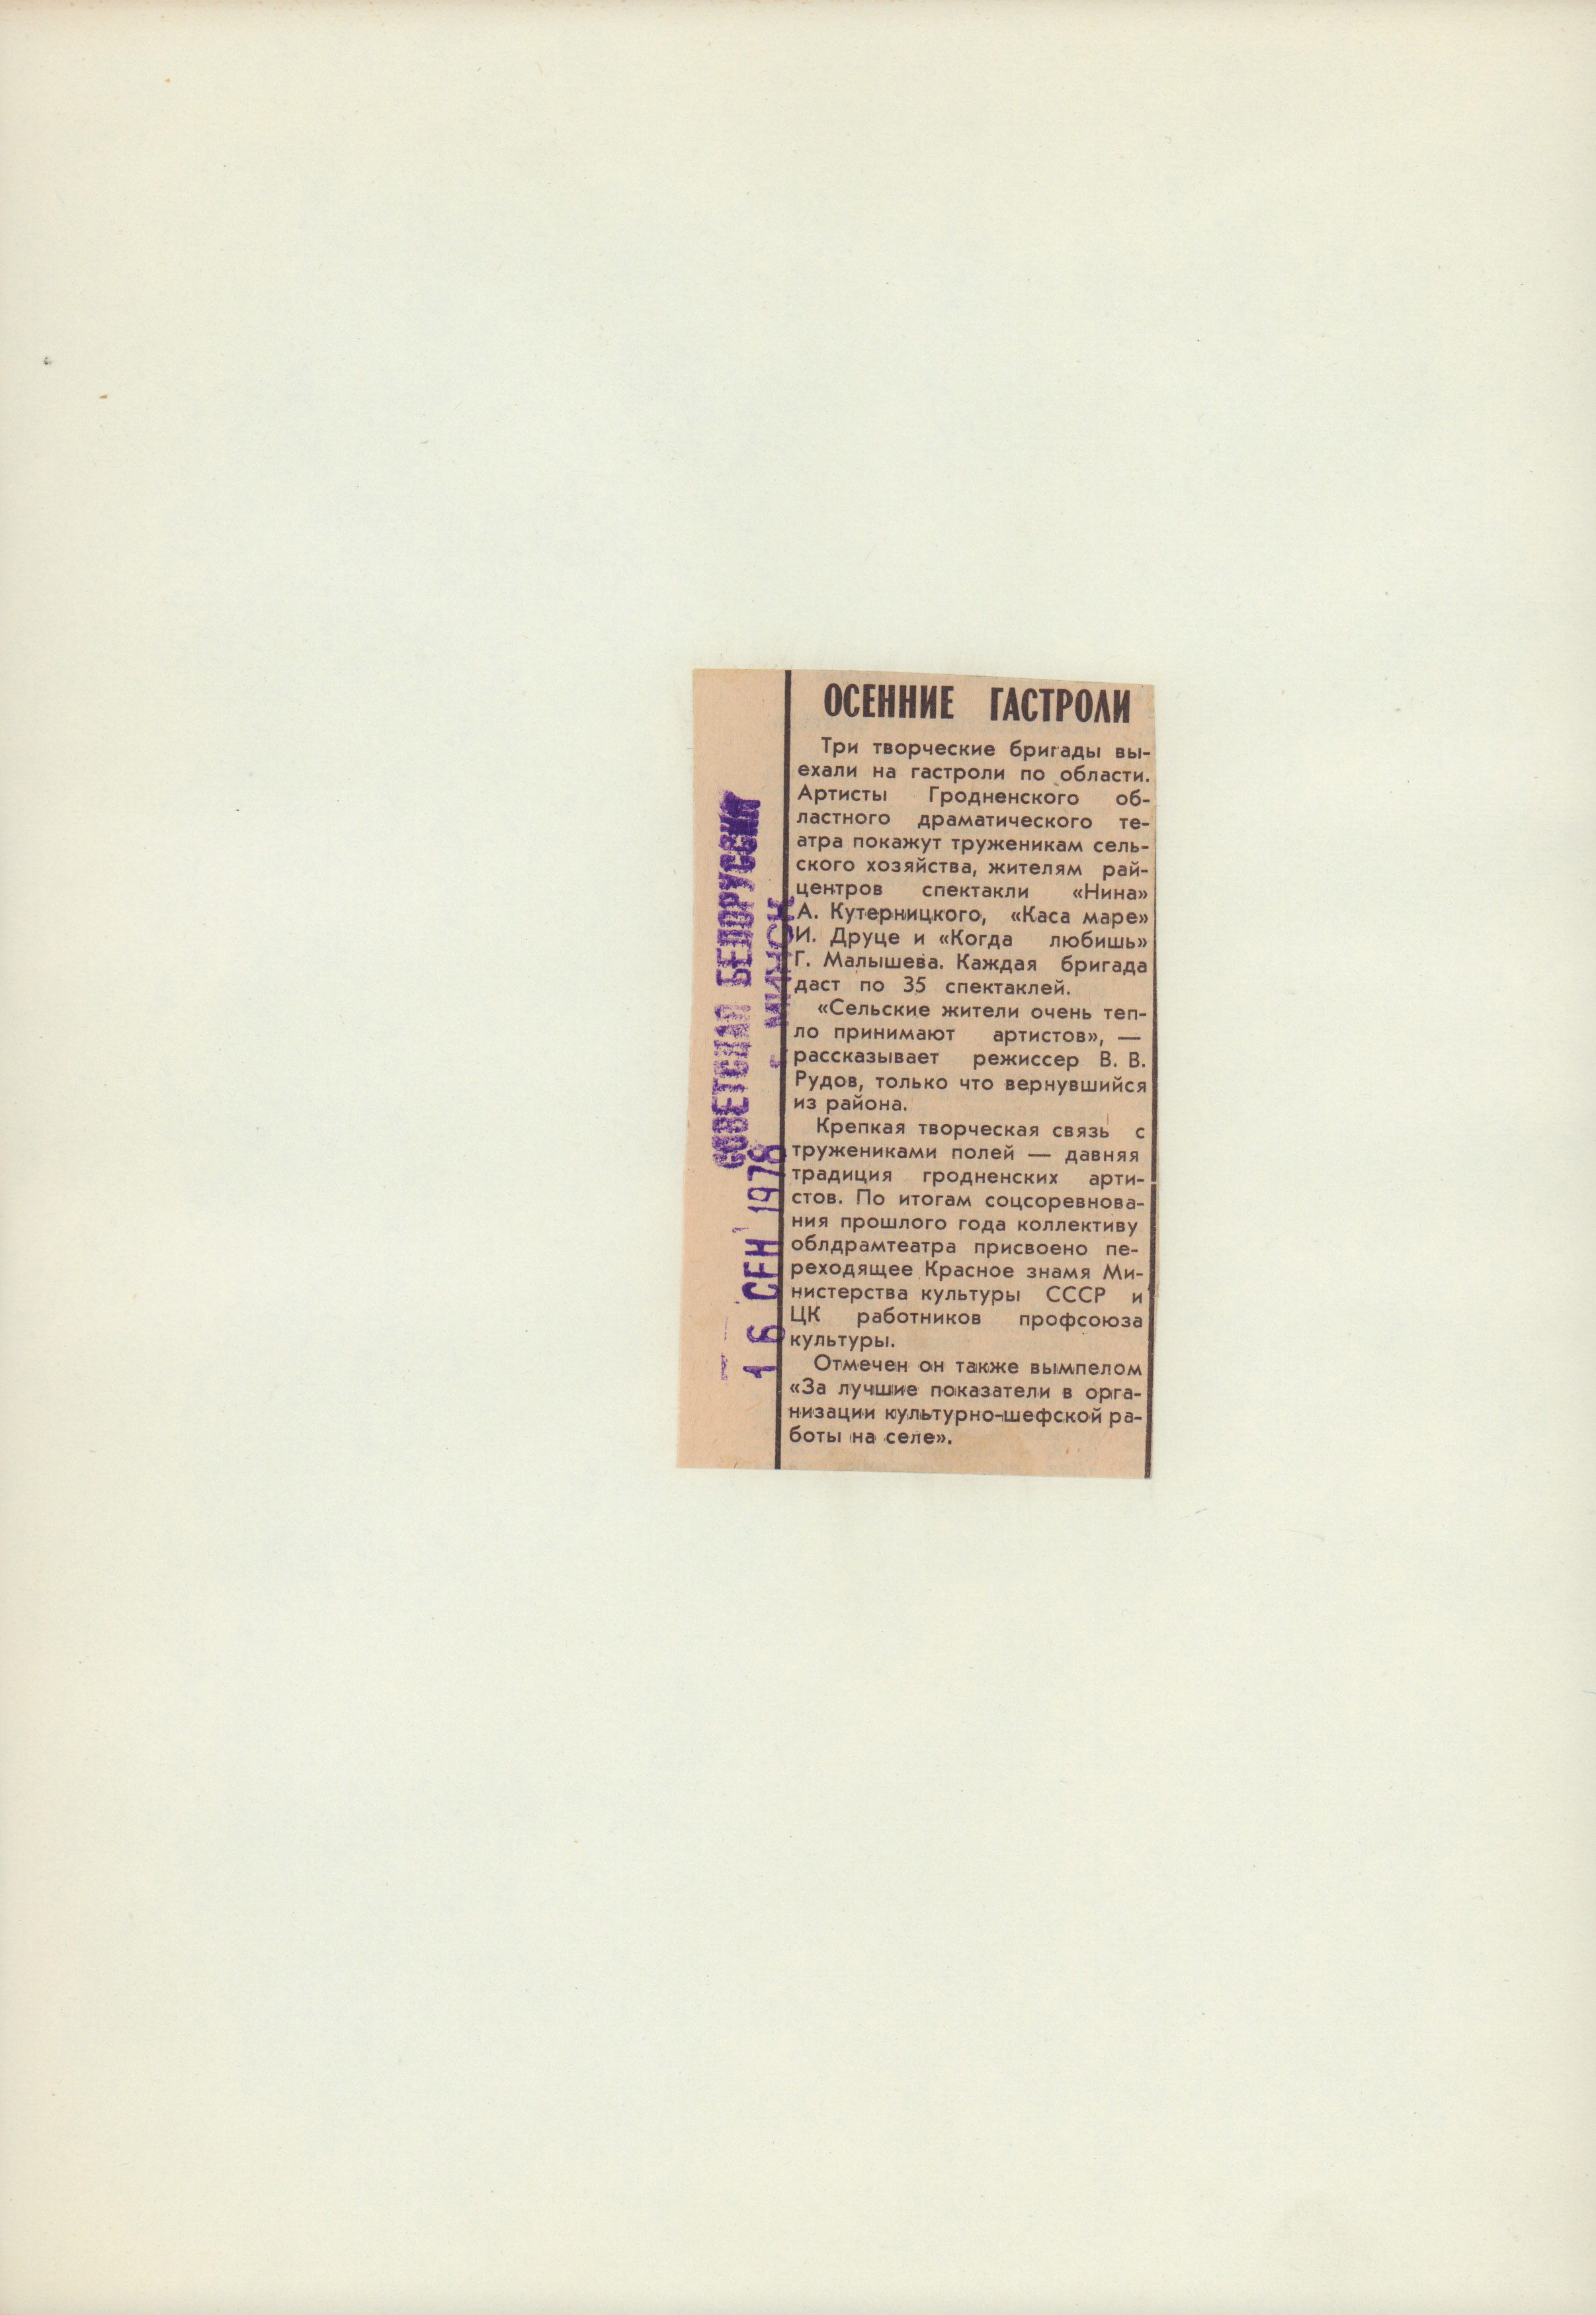 ОСЕННИЕ ГАСТРОЛИ
Три творческие бригады вы-
ехали на гастроли по области.
Артисты Гродненского об-
ластного драматического те-
атра покажут труженикам сель-
ского хозяйства, жителям рай-
центров спектакли «Нина»
А. Кутерницкого, «Каса маре»
И. Друце и «Когда любишь»
Г. Малышева. Каждая бригада
даст по 35 спектаклей.
«Сельские жители очень теп-
ло принимают артистов», —
рассказывает режиссер В. В.
Рудов, только что вернувшийся
из района.
Крепкая творческая связь с
тружениками полей — давняя
традиция гродненских арти-
стов. По итогам соцсоревнова-
ния прошлого года коллективу
облдрамтеатра присвоено пе-
реходящее Красное знамя Ми-
нистерства культуры СССР и
ЦК работников профсоюза
культуры.
Отмечен он также вымпелом
«За лучшие показатели в орга-
низации культурно-шефской ра-
боты на селе».
СОВЕТСКАЯ БЕЛОРУССИЯ
г. МИНСК
16 СЕН 1978